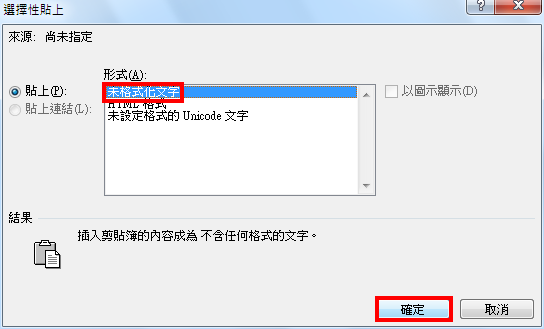 選擇性貼上
來源: 尚未指定
形式(A):
貼上(P):
貼上連結(L):
未格式化文字
HTML 格式
未設定格式的 Unicode 文字
以圖示顯示(D)
結果
插入剪貼簿的內容成為 不含任何格式的文字。
確定
取消